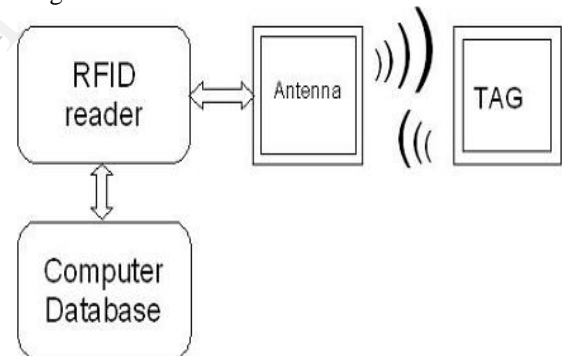 RFID
reader
Antenna
TAG
Computer
Database